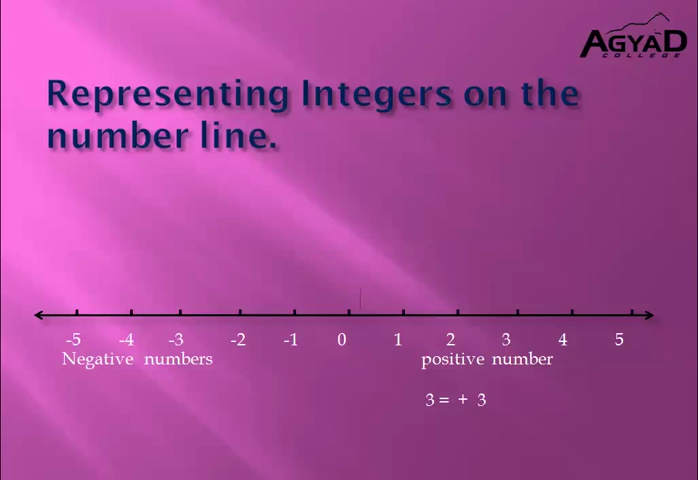 AGYAD
COLLEGE
Representing Integers on the
number line.
-5 -4 -3 -2 -1 0 1 2 3 4 5
Negative numbers positive number
3 = + 3